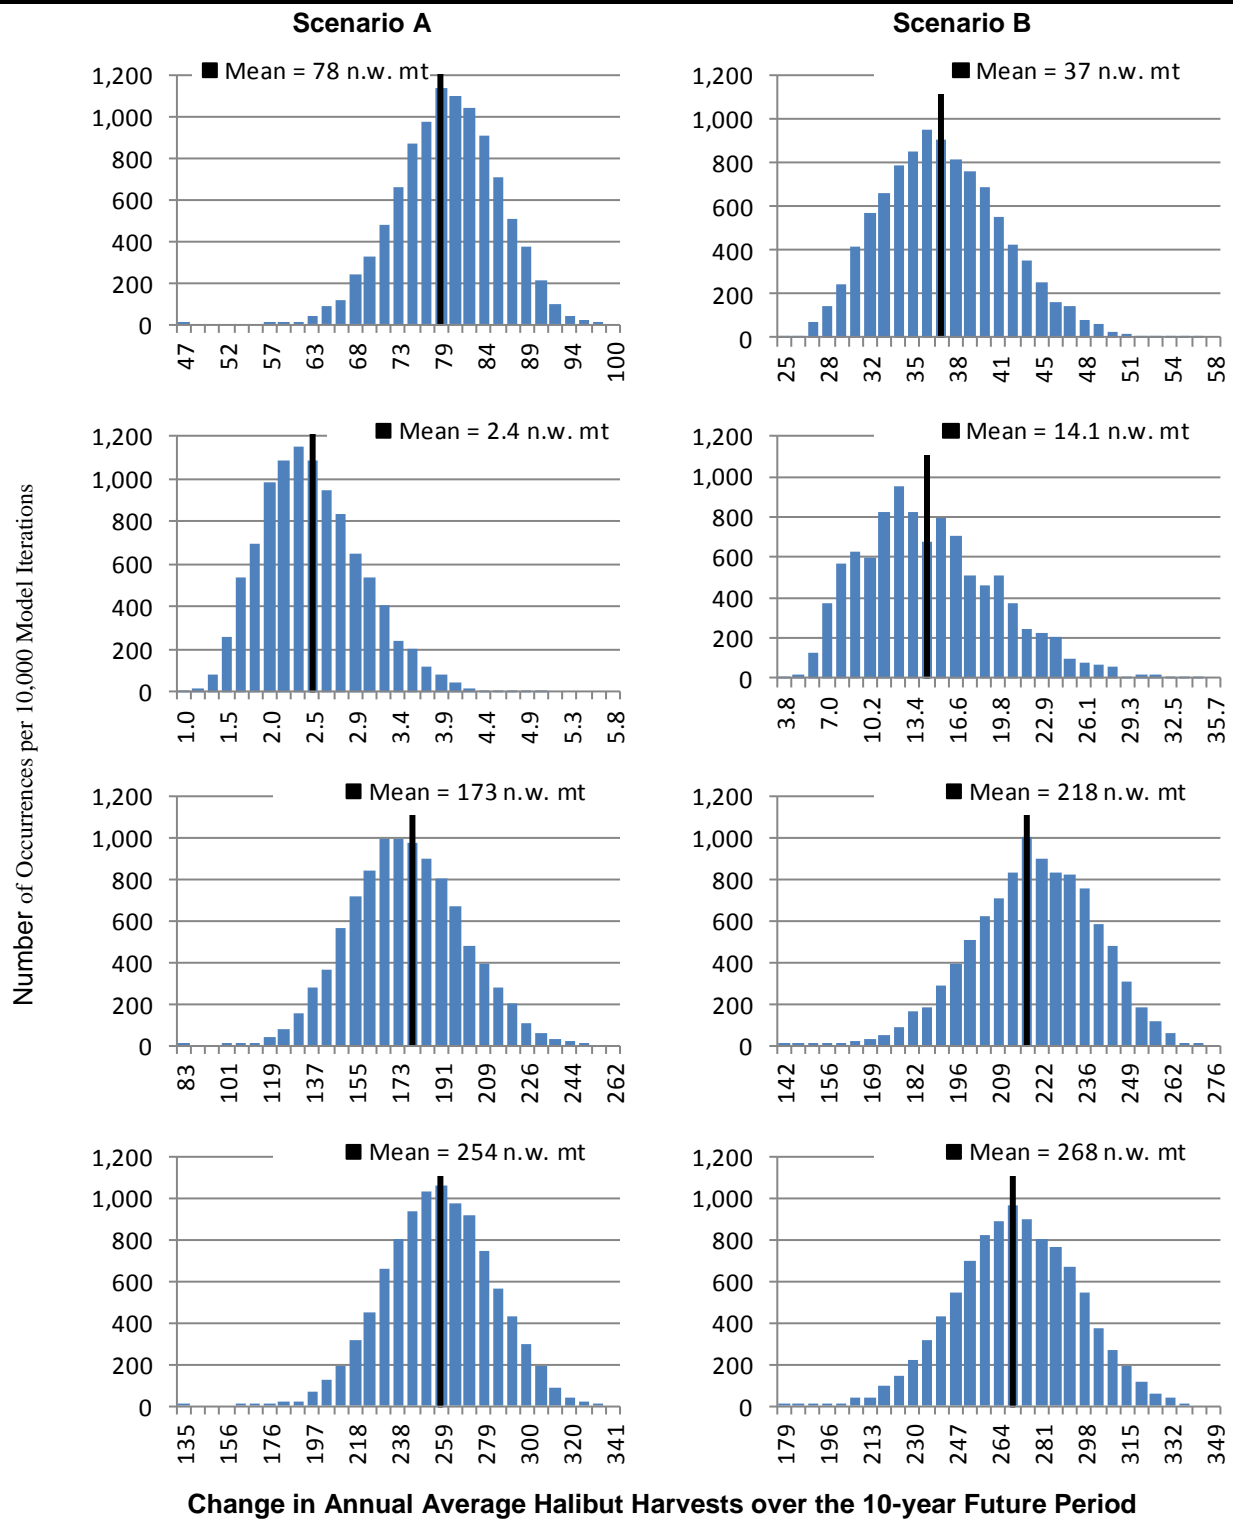 Scenario A
Scenario B
Number of Occurrences per 10,000 Model Iterations
Mean = 78 n.w. mt
1,200
1,000
800
600
400
200
0
47 52 57 63 68 73 79 84 89 94 100
Mean = 37 n.w. mt
1,200
1,000
800
600
400
200
0
25 28 32 35 38 41 45 48 51 54 58
Mean = 2.4 n.w. mt
1,200
1,000
800
600
400
200
0
1.0 1.5 2.0 2.5 2.9 3.4 3.9 4.4 4.9 5.3 5.8
Mean = 14.1 n.w. mt
1,200
1,000
800
600
400
200
0
3.8 7.0 10.2 13.4 16.6 19.8 22.9 26.1 29.3 32.5 35.7
Mean = 173 n.w. mt
1,200
1,000
800
600
400
200
0
83 101 119 137 155 173 191 209 226 244 262
Mean = 218 n.w. mt
1,200
1,000
800
600
400
200
0
142 156 169 182 196 209 222 236 249 262 276
Mean = 254 n.w. mt
1,200
1,000
800
600
400
200
0
135 156 176 197 218 238 259 279 300 320 341
Mean = 268 n.w. mt
1,200
1,000
800
600
400
200
0
179 196 213 230 247 264 281 298 315 332 349
Change in Annual Average Halibut Harvests over the 10-year Future Period